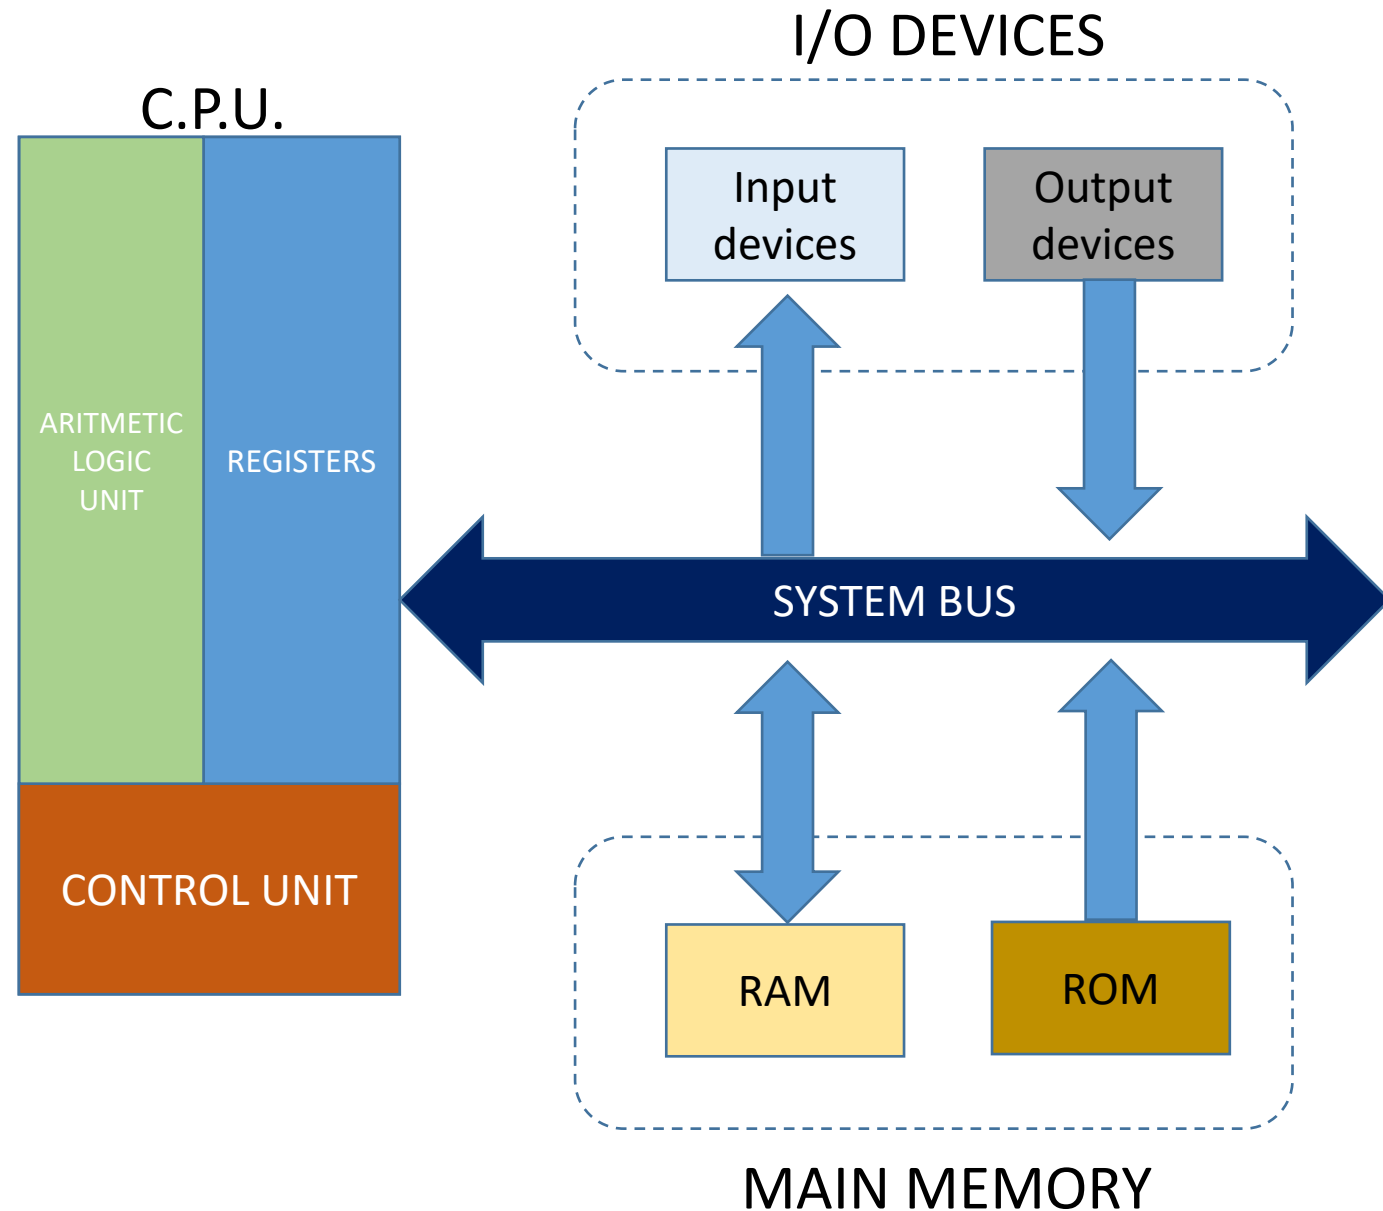 I/O DEVICES
C.P.U.
Input
devices
Output
devices
ARITMETIC
LOGIC
UNIT
REGISTERS
SYSTEM BUS
CONTROL UNIT
RAM
ROM
MAIN MEMORY